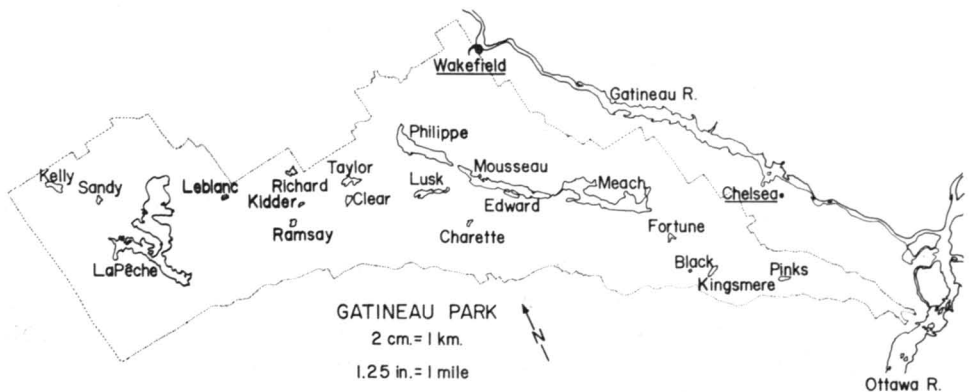 Wakefield
Gatineau R.
Philippe
Kelly
Sandy
Leblanc
Richard
Taylor
Mousseau
Lusk
Meach
Kidder
Clear
Edward
Chelsea
Ramsay
Charette
Fortune
LaPêche
Black
Pinks
Kingsmere
GATINEAU PARK
2 cm. = 1 km.
N
1.25 in. = 1 mile
Ottawa R.